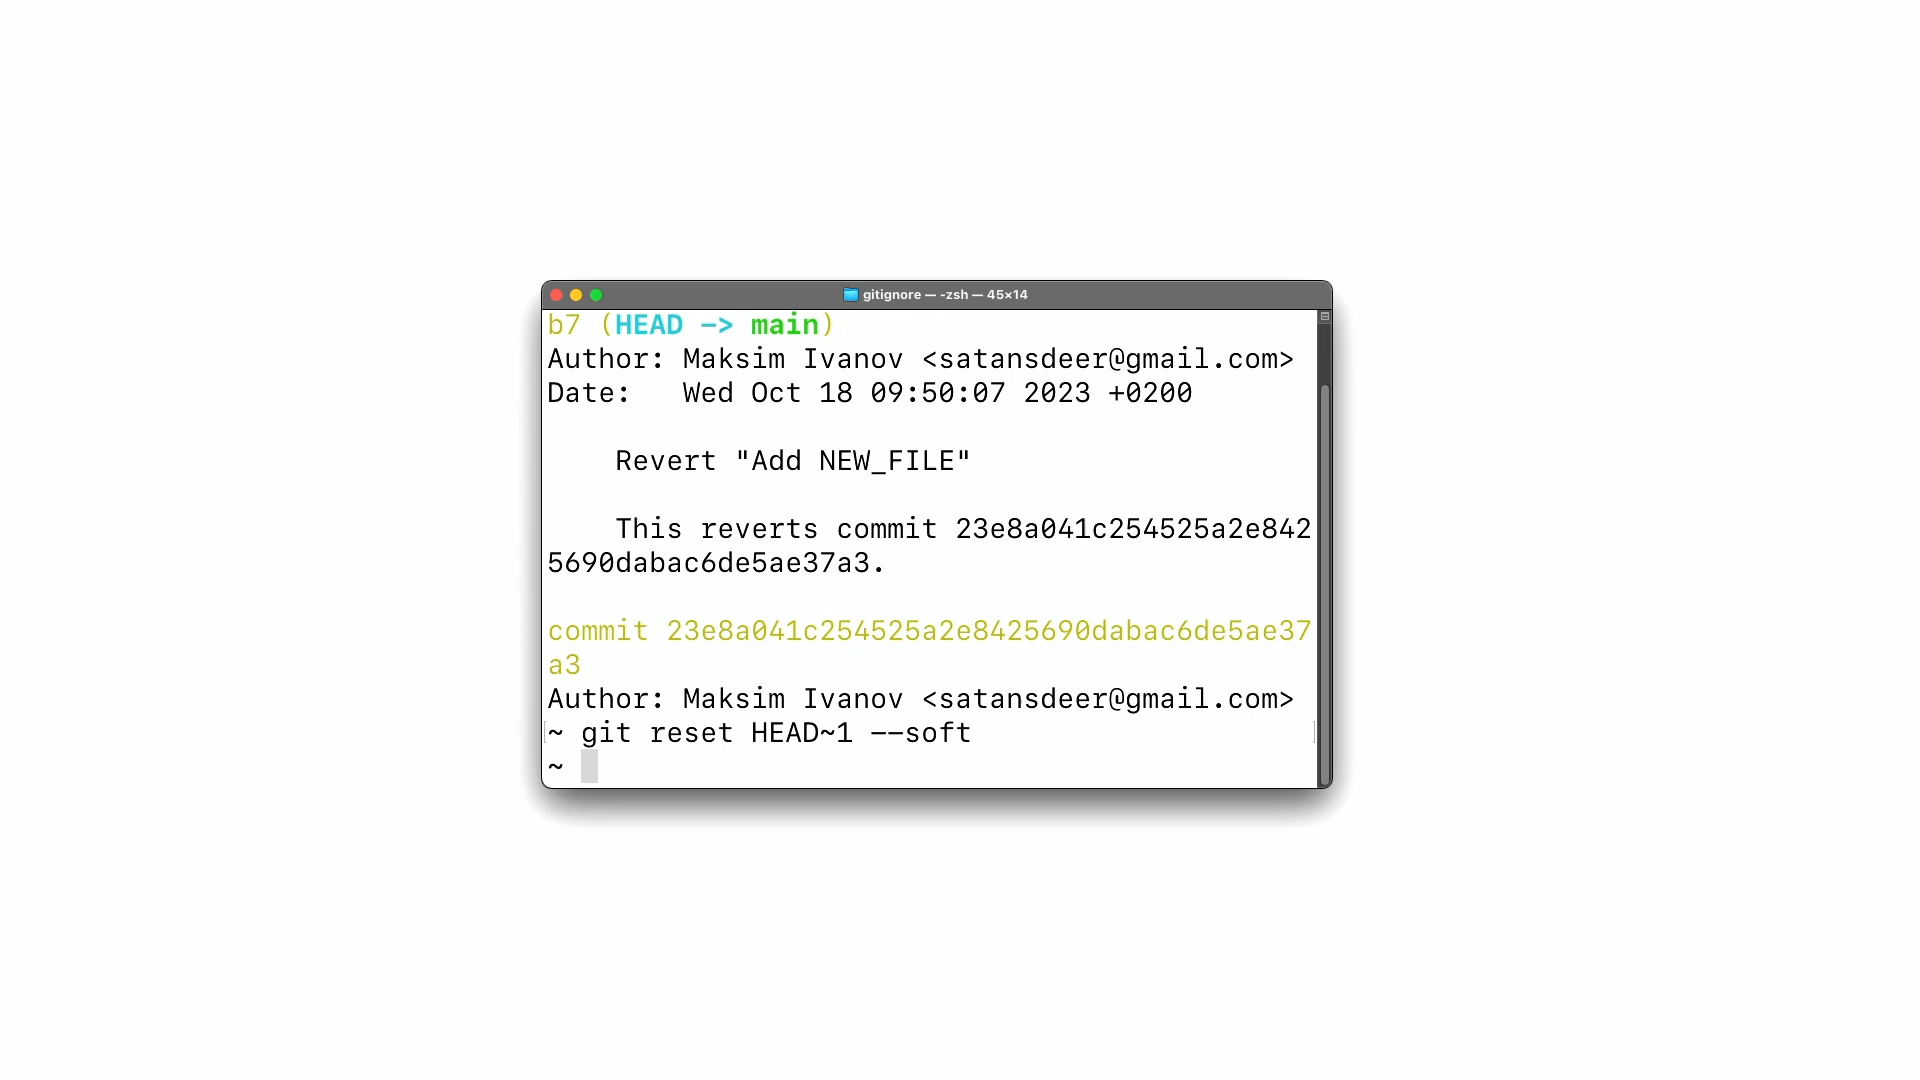 gitignore — -zsh — 45×14
b7 (HEAD -> main)
Author: Maksim Ivanov <satansdeer@gmail.com>
Date:   Wed Oct 18 09:50:07 2023 +0200
Revert "Add NEW_FILE"
This reverts commit 23e8a041c254525a2e842
5690dabac6de5ae37a3.
commit 23e8a041c254525a2e8425690dabac6de5ae37
a3
Author: Maksim Ivanov <satansdeer@gmail.com>
~ git reset HEAD~1 --soft
~